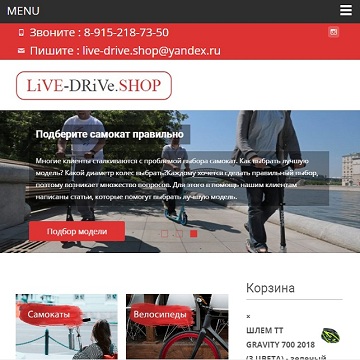 MENU
Звоните : 8-915-218-73-50
Пишите : live-drive.shop@yandex.ru
LiVE-DRiVe.SHOP
Подберите самокат правильно
Многие клиенты сталкиваются с проблемой выбора самокат. Как выбрать лучшую
модель? Какой диаметр колес выбрать?Каждому хочется сделать правильный выбор,
поэтому возникает множество вопросов. Для этого в помощь нашим клиентам
написаны статьи, которые помогут выбрать лучшую модель.
Подбор модели
Самокаты
Велосипеды
Корзина
×
ШЛЕМ ТТ
GRAVITY 700 2018
(3 ЦВЕТА) - зеленый